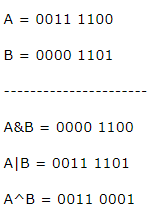 A = 0011 1100
B = 0000 1101
----------------------
A&B = 0000 1100
A|B = 0011 1101
A^B = 0011 0001